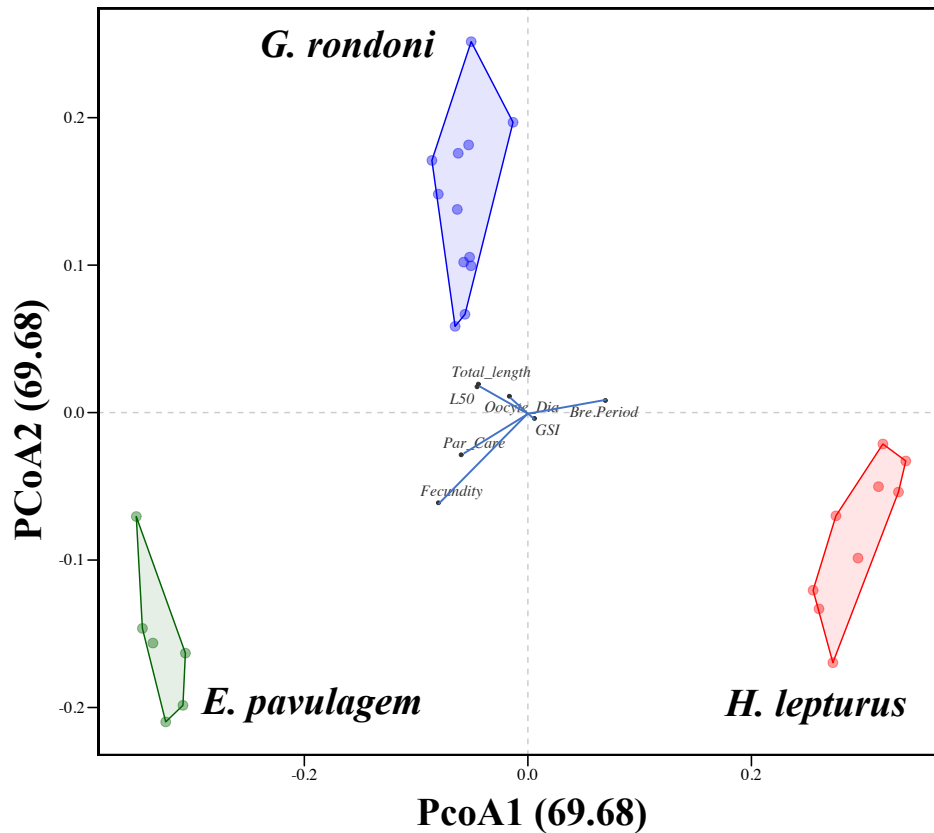 G. rondoni
0.2
0.1
Total_length
L50
Oocyte_Dia
Bre.Period
0.0
GSI
Par_Care
Fecundity
-0.1
-0.2
E. pavulagem
H. lepturus
PCoA2 (69.68)
-0.2
0.0
0.2
PcoA1 (69.68)